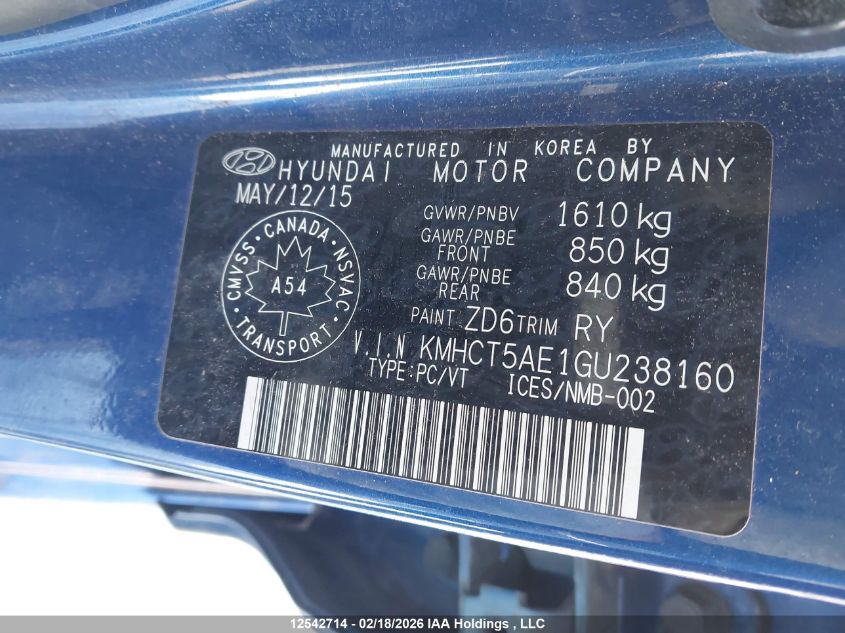 MANUFACTURED IN KOREA BY
HYUNDAI MOTOR COMPANY
MAY/12/15
GVWR/PNBV 1610 kg
GAWR/PNBE FRONT 850 kg
GAWR/PNBE REAR 840 kg
CMVSS • CANADA • NSVAC • TRANSPORT •
A54
PAINT ZD6 TRIM RY
V.I.N KMHCT5AE1GU238160
TYPE:PC/VT ICES/NMB-002
12542714 - 02/18/2026 IAA Holdings , LLC